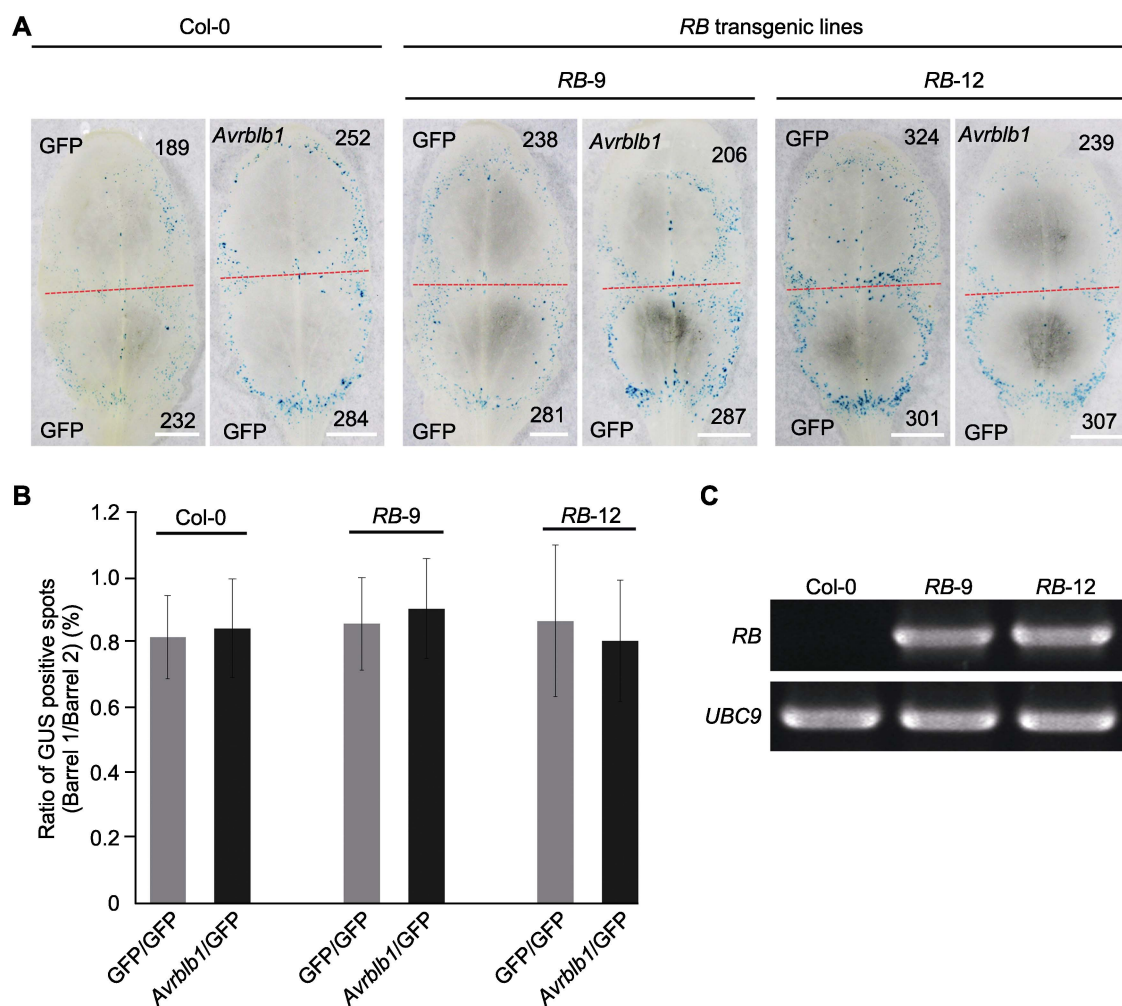 A
Col-0
RB transgenic lines
RB-9
RB-12
GFP 189
Avrblb1 252
GFP 238
Avrblb1 206
GFP 324
Avrblb1 239
GFP 232
GFP 284
GFP 281
GFP 287
GFP 301
GFP 307
B
Ratio of GUS positive spots
(Barrel 1/Barrel 2) (%)
1.2
1.0
0.8
0.6
0.4
0.2
0
Col-0
RB-9
RB-12
GFP/GFP
Avrblb1/GFP
GFP/GFP
Avrblb1/GFP
GFP/GFP
Avrblb1/GFP
C
Col-0 RB-9 RB-12
RB
UBC9